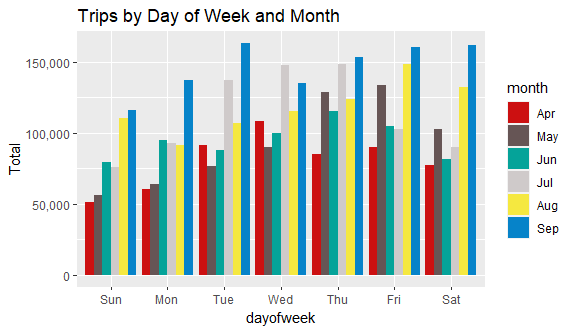 Trips by Day of Week and Month
Total
150,000
100,000
50,000
0
Sun Mon Tue Wed Thu Fri Sat
dayofweek
month
Apr
May
Jun
Jul
Aug
Sep